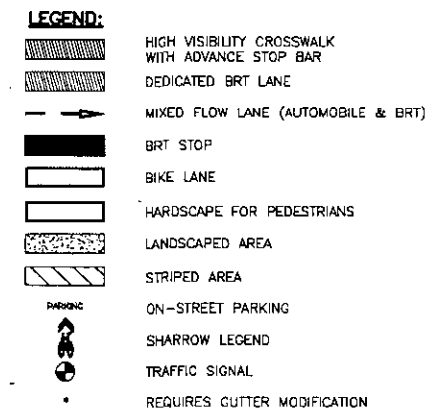 LEGEND:
HIGH VISIBILITY CROSSWALK
WITH ADVANCE STOP BAR
DEDICATED BRT LANE
MIXED FLOW LANE (AUTOMOBILE & BRT)
BRT STOP
BIKE LANE
HARDSCAPE FOR PEDESTRIANS
LANDSCAPED AREA
STRIPED AREA
PARKING ON-STREET PARKING
SHARROW LEGEND
TRAFFIC SIGNAL
REQUIRES GUTTER MODIFICATION